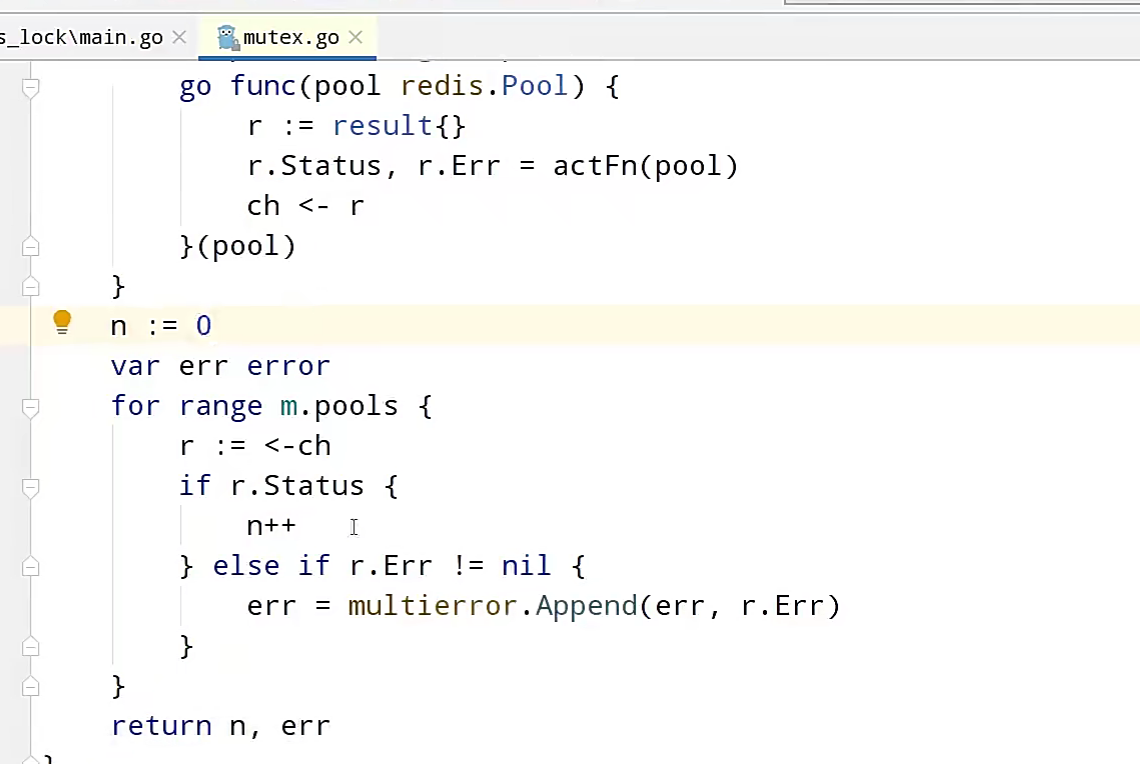 s_lock\main.go
mutex.go
go func(pool redis.Pool) {
r := result{}
r.Status, r.Err = actFn(pool)
ch <- r
}(pool)
}
n := 0
var err error
for range m.pools {
r := <-ch
if r.Status {
n++
} else if r.Err != nil {
err = multierror.Append(err, r.Err)
}
}
return n, err
}